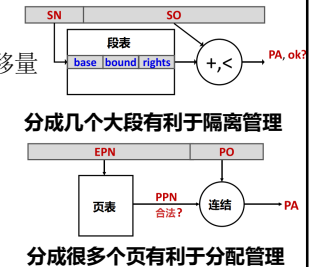 SN SO
段表
移量
base bound rights
+,<
PA, ok?
分成几个大段有利于隔离管理
EPN PO
页表
PPN
合法?
连结
PA
分成很多个页有利于分配管理